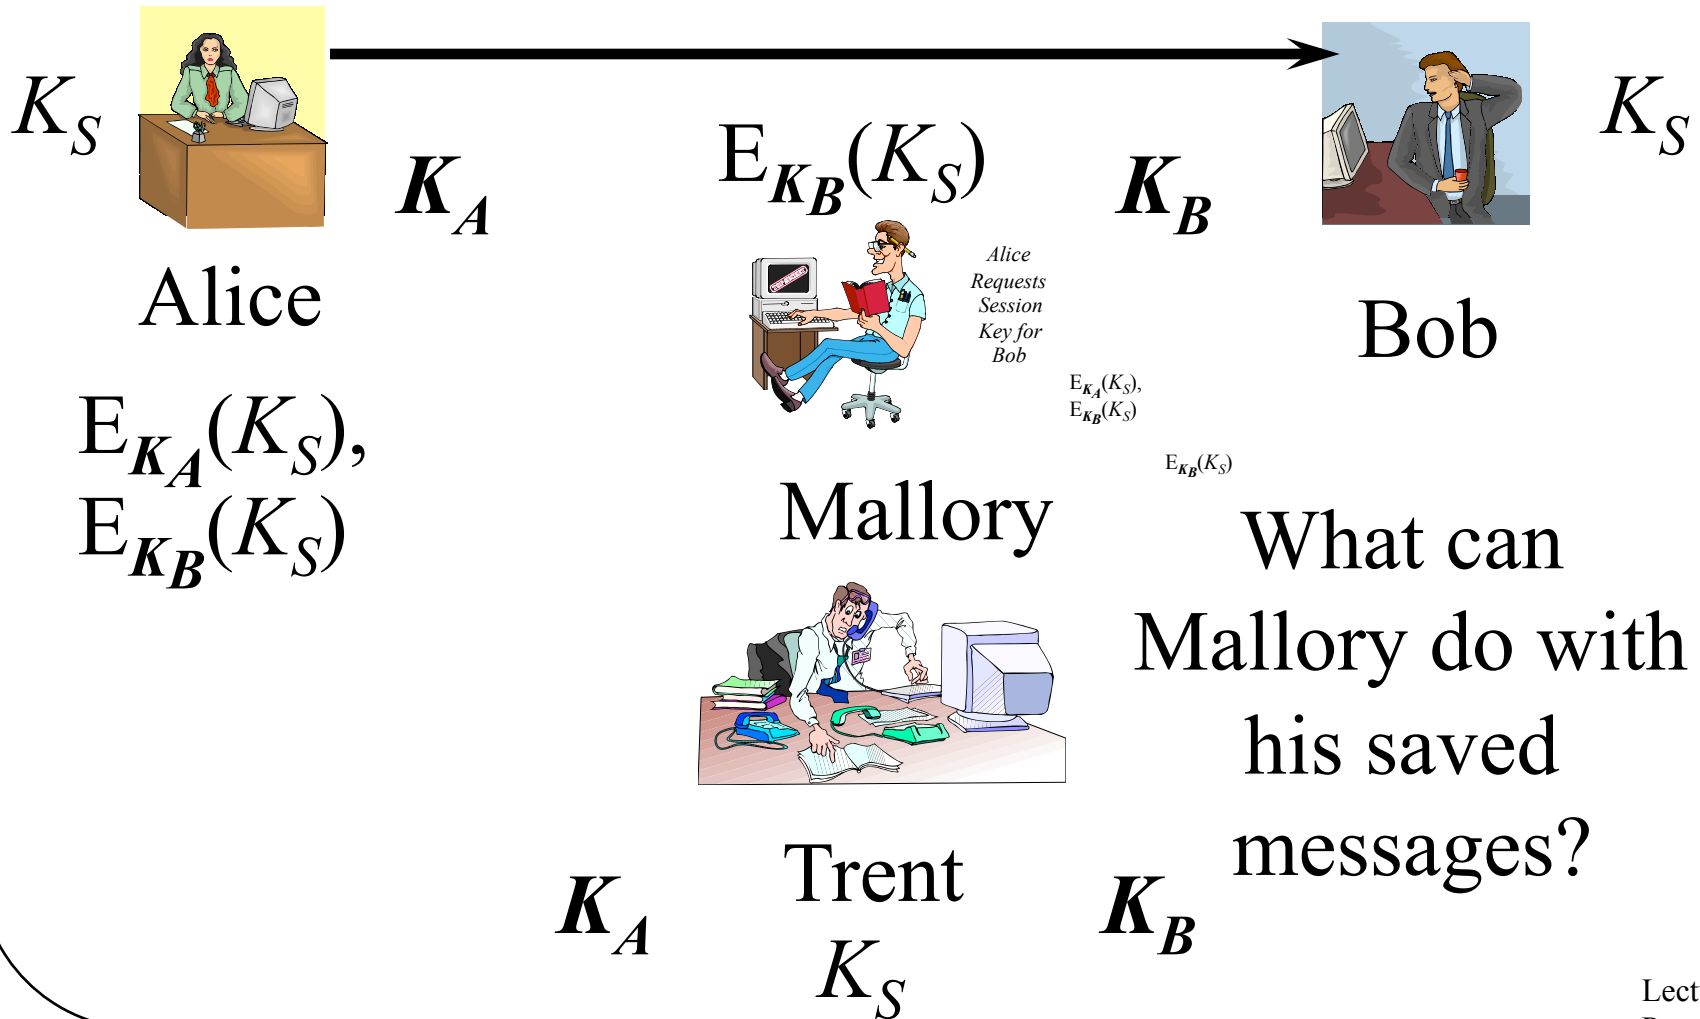 K_S
K_S
E_{K_B}(K_S)
K_A
K_B
Alice
Requests
Session
Key for
Bob
Alice
Bob
E_{K_A}(K_S),
E_{K_B}(K_S)
E_{K_A}(K_S),
E_{K_B}(K_S)
E_{K_B}(K_S)
Mallory
What can
Mallory do with
his saved
messages?
Trent
K_A
K_B
K_S
Lect